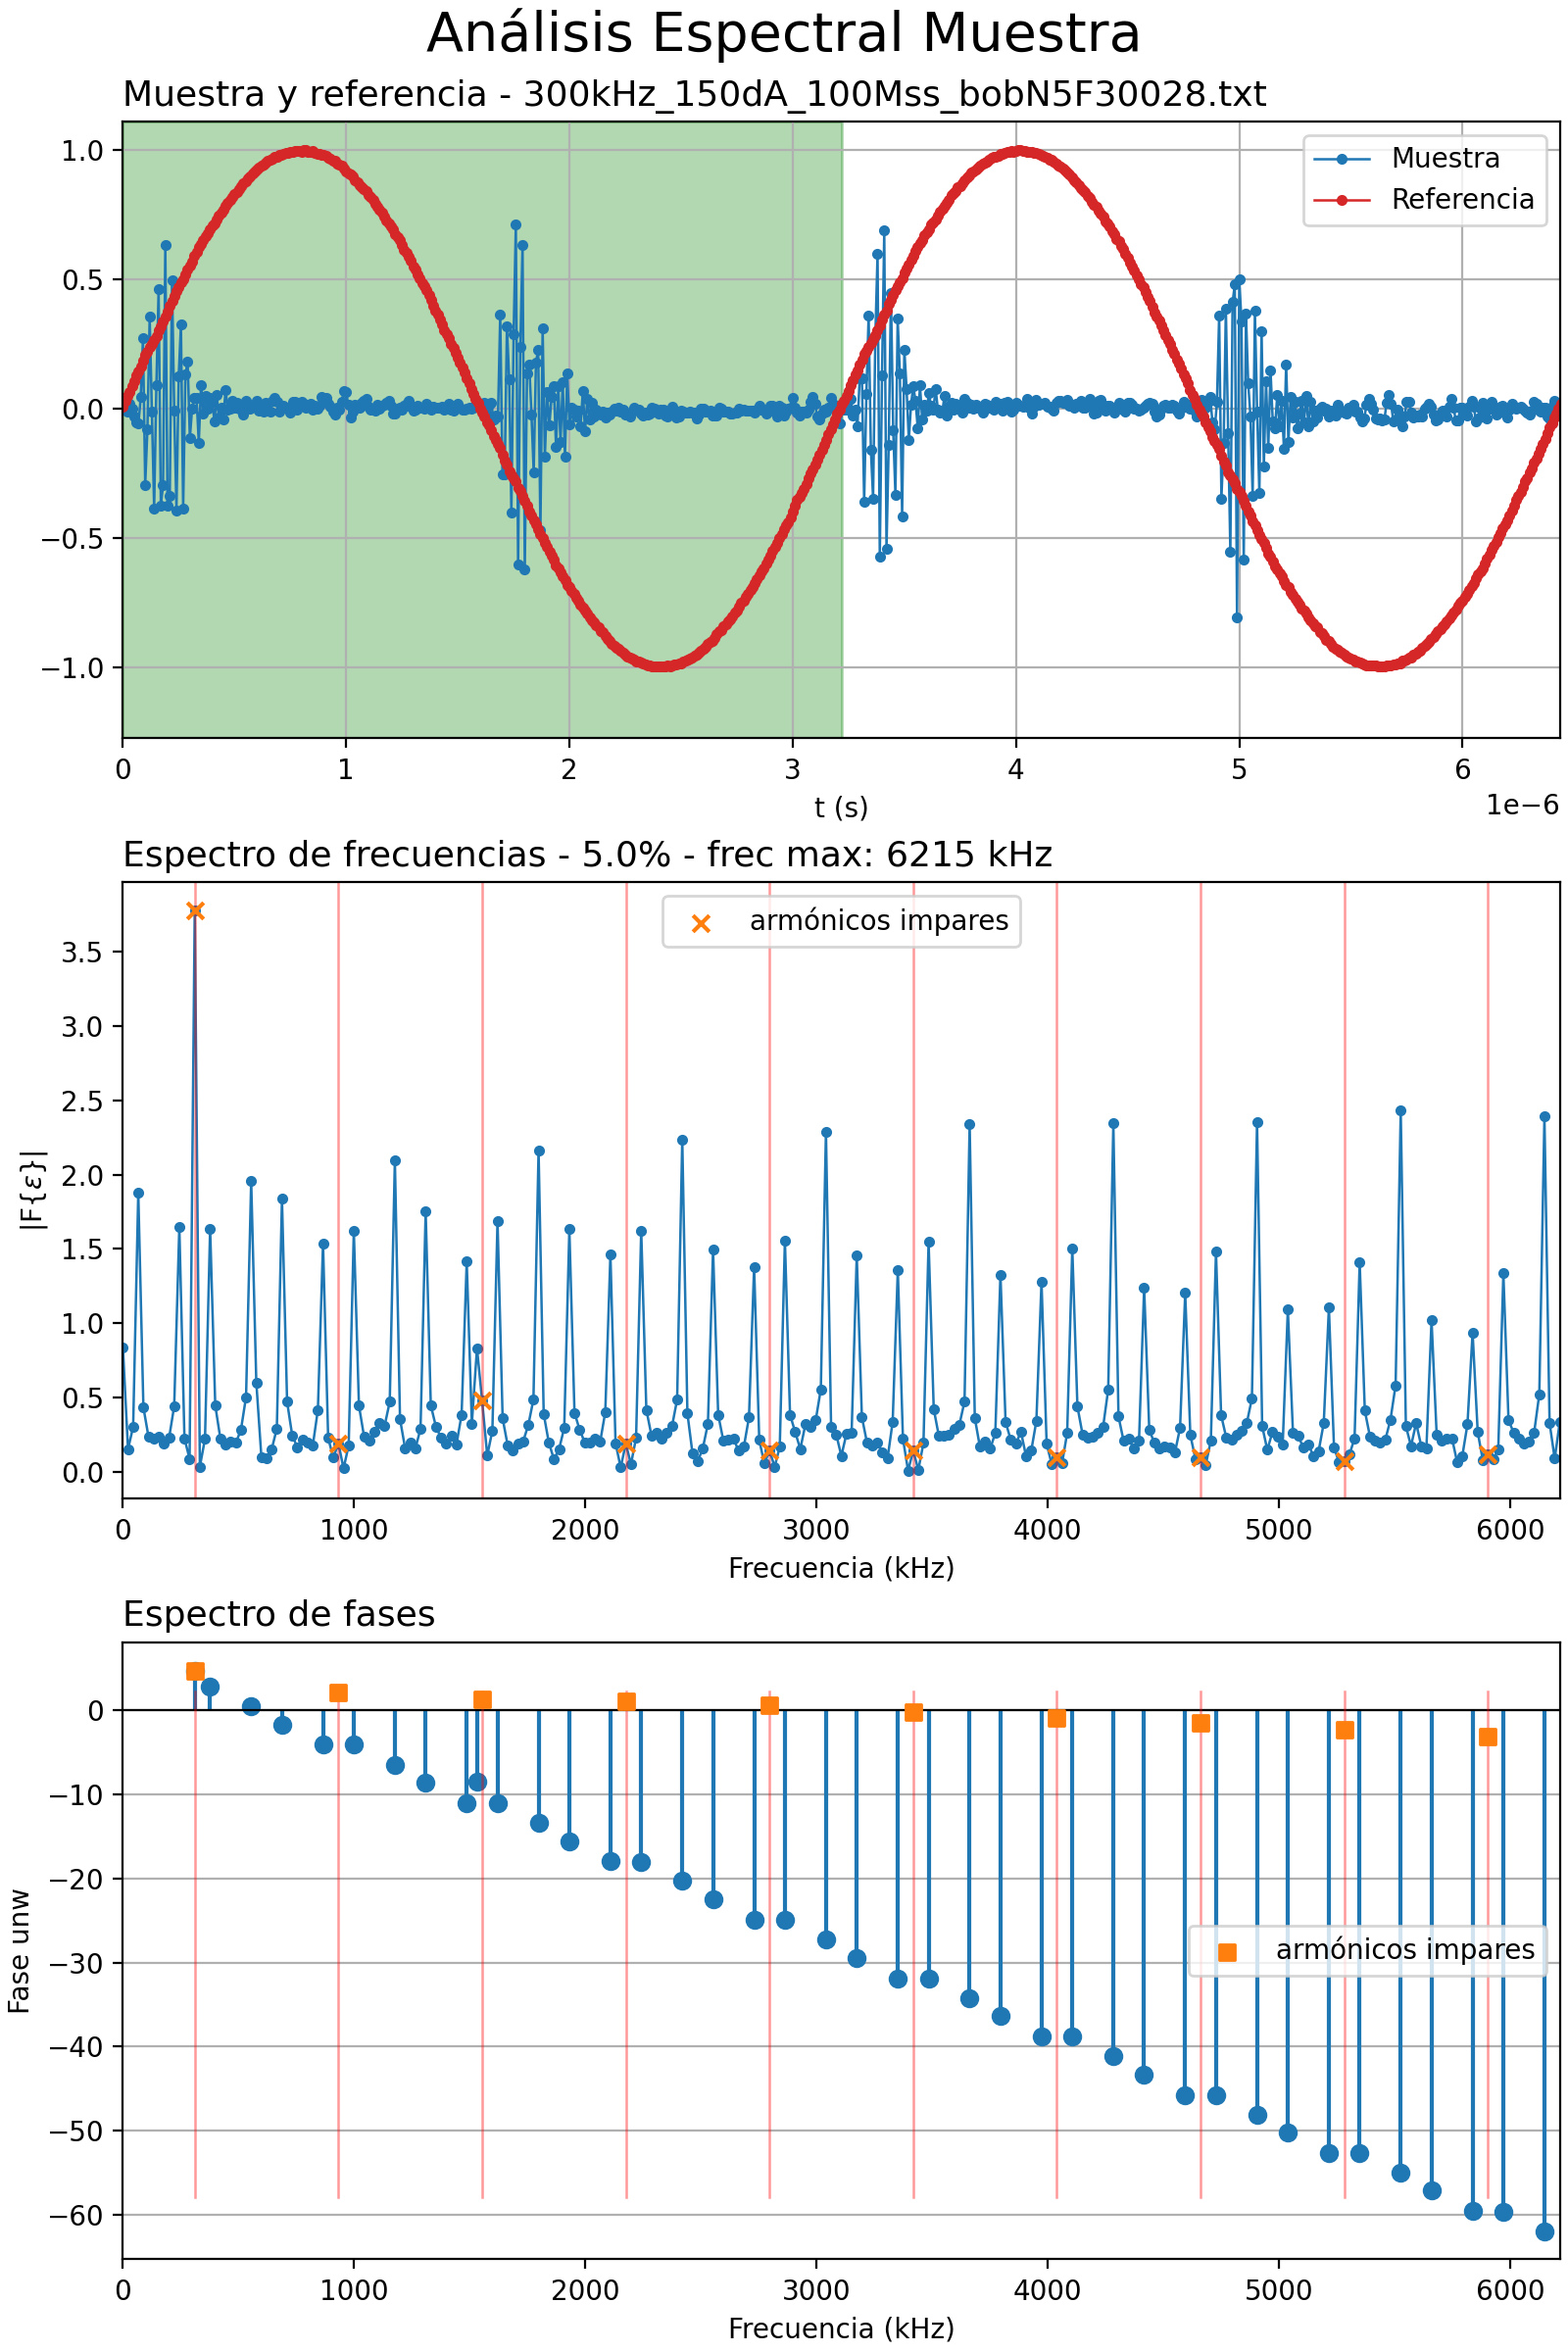 Análisis Espectral Muestra
Muestra y referencia - 300kHz_150dA_100Mss_bobN5F30028.txt
1.0
0.5
0.0
−0.5
−1.0
Muestra
Referencia
0 1 2 3 4 5 6
1e−6
t (s)
Espectro de frecuencias - 5.0% - frec max: 6215 kHz
|F{ε}|
3.5
3.0
2.5
2.0
1.5
1.0
0.5
0.0
armónicos impares
0 1000 2000 3000 4000 5000 6000
Frecuencia (kHz)
Espectro de fases
Fase unw
0
−10
−20
−30
−40
−50
−60
armónicos impares
0 1000 2000 3000 4000 5000 6000
Frecuencia (kHz)